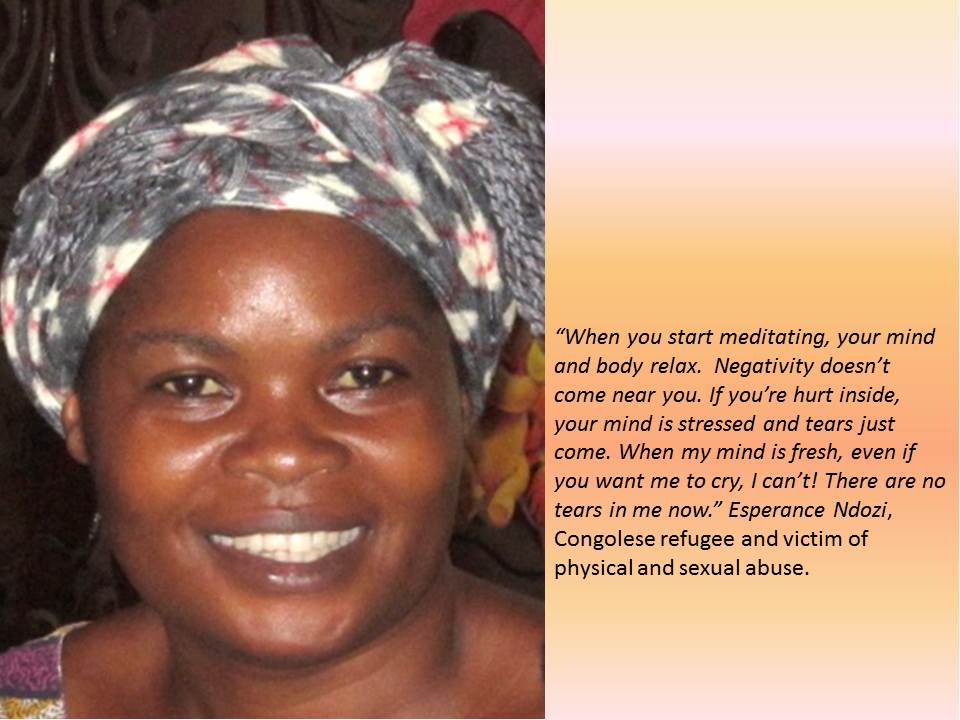 “When you start meditating, your mind
and body relax.  Negativity doesn’t
come near you. If you’re hurt inside,
your mind is stressed and tears just
come. When my mind is fresh, even if
you want me to cry, I can’t! There are no
tears in me now.” Esperance Ndozi,
Congolese refugee and victim of
physical and sexual abuse.